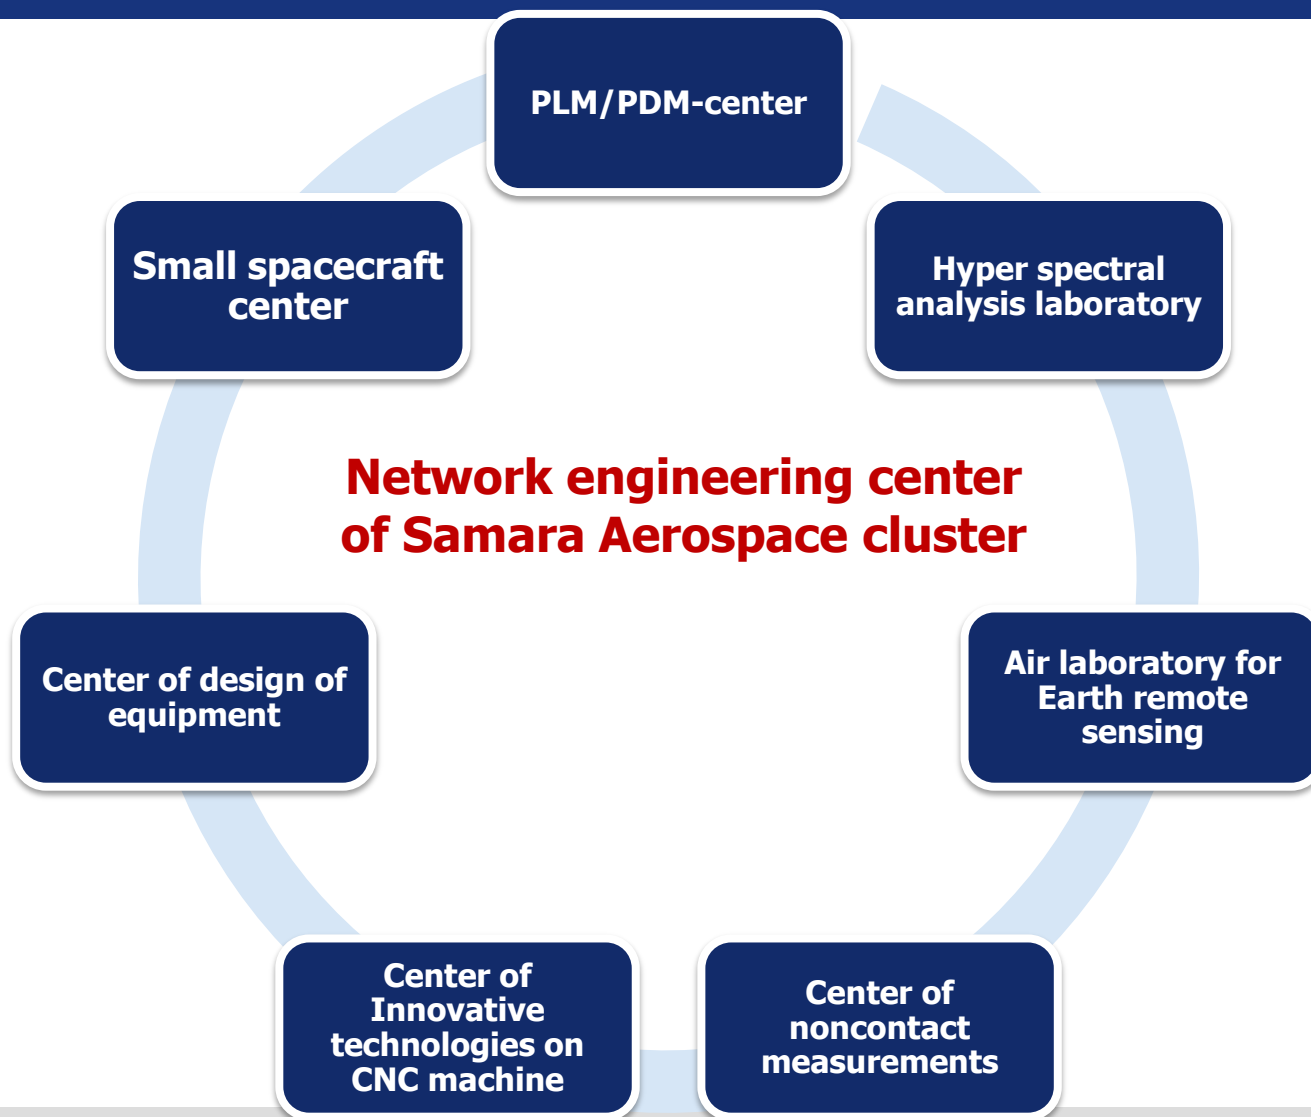 PLM/PDM-center
Small spacecraft
center
Hyper spectral
analysis laboratory
Network engineering center
of Samara Aerospace cluster
Center of design of
equipment
Air laboratory for
Earth remote
sensing
Center of
Innovative
technologies on
CNC machine
Center of
noncontact
measurements